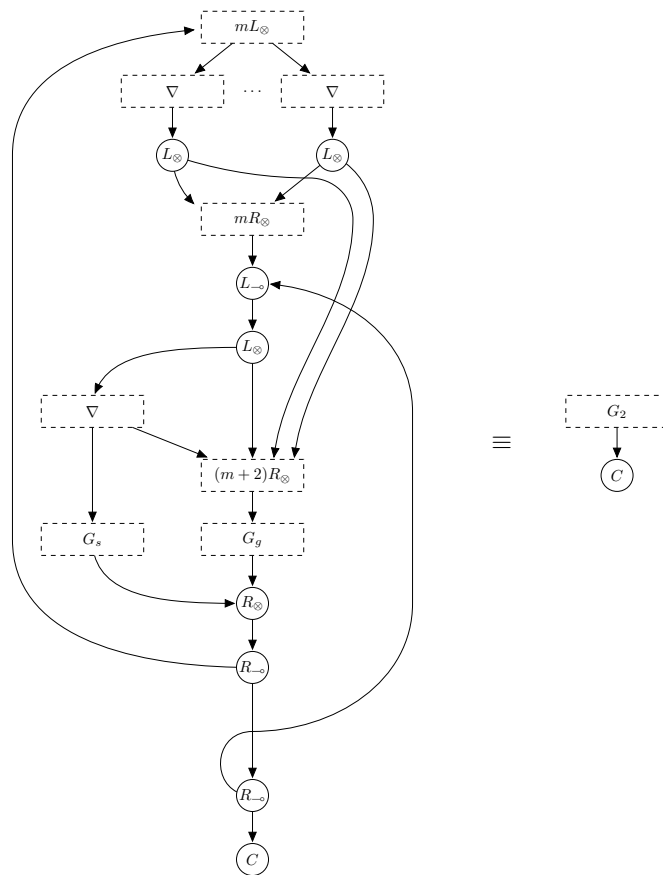 mL⊗
∇ ⋯ ∇
L⊗ L⊗
mR⊗
L⊸
L⊗
∇ G₂
≡
(m + 2)R⊗ C
G_s G_g
R⊗
R⊸
R⊸
C